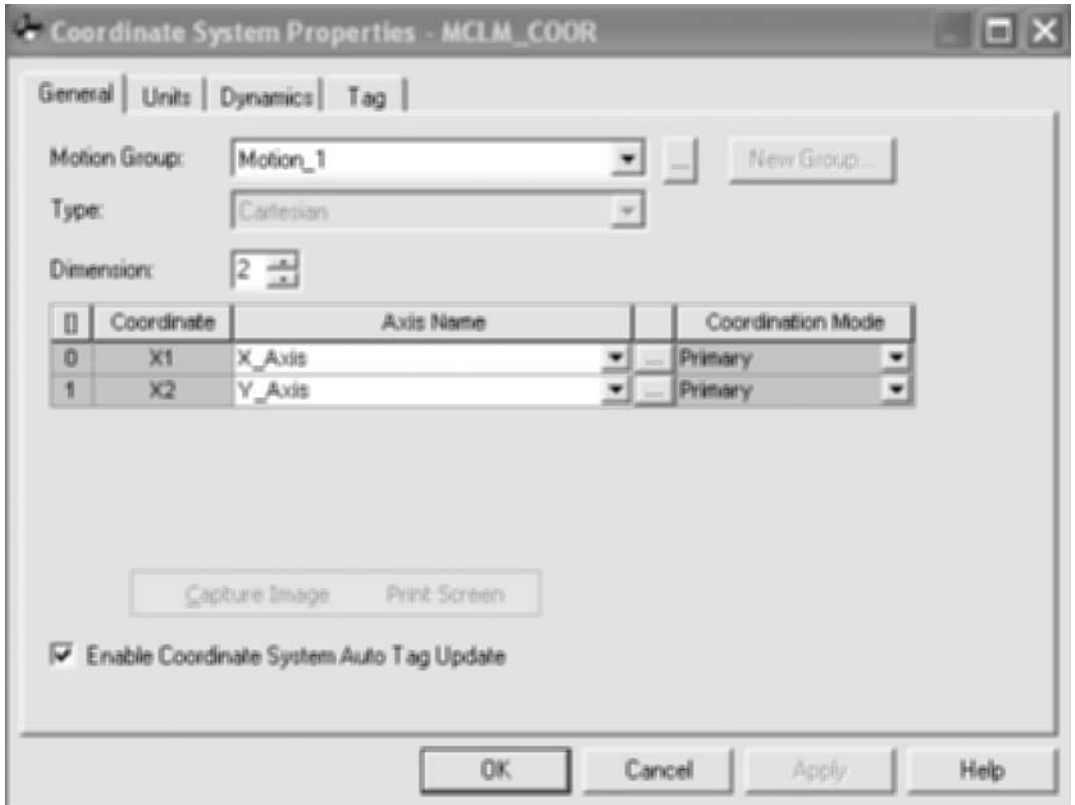 Coordinate System Properties - MCLM_COOR
General Units Dynamics Tag
Motion Group: Motion_1 ... New Group...
Type: Cartesian
Dimension: 2
[] Coordinate Axis Name Coordination Mode
0 X1 X_Axis ... Primary
1 X2 Y_Axis ... Primary
Capture Image Print Screen
Enable Coordinate System Auto Tag Update
OK Cancel Apply Help